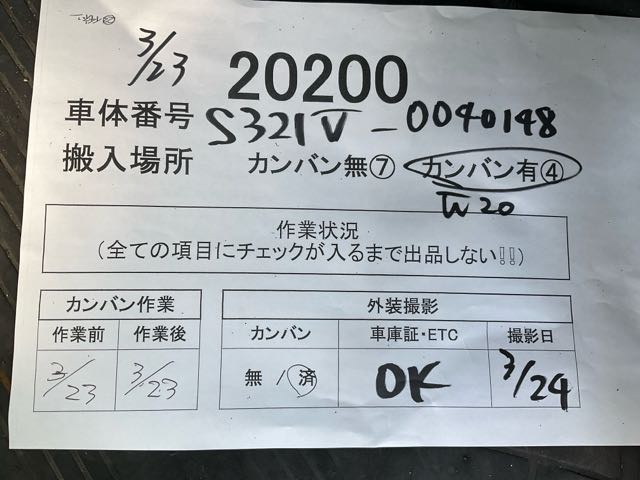 3/23
20200
車体番号 S321V-0040148
搬入場所 カンバン無⑦ カンバン有④
W20
作業状況
(全ての項目にチェックが入るまで出品しない!!)
カンバン作業 外装撮影
作業前 作業後 カンバン 車庫証・ETC 撮影日
3/23 3/23 無/済 OK 3/24